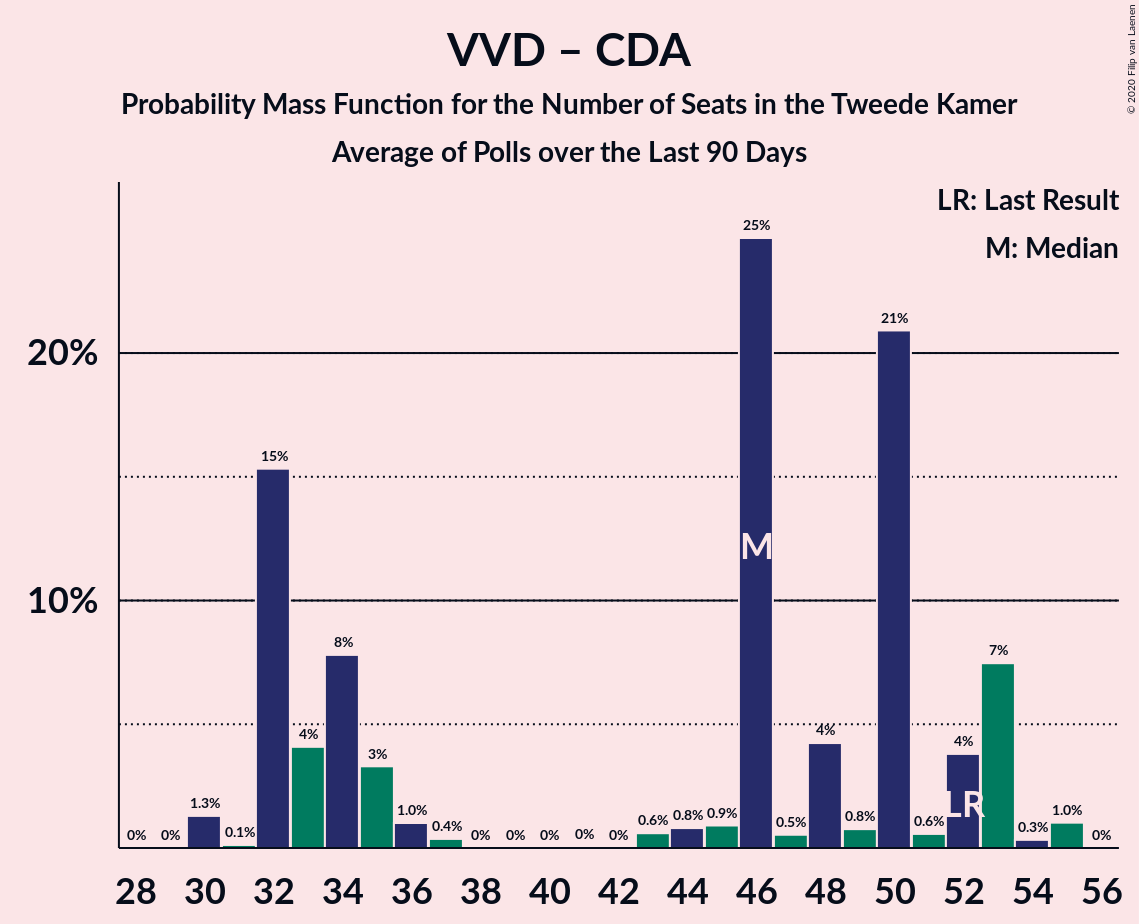 VVD – CDA
Probability Mass Function for the Number of Seats in the Tweede Kamer
Average of Polls over the Last 90 Days
© 2020 Filip van Laenen
LR: Last Result
M: Median
20%
10%
0% 0% 1.3% 0.1% 15% 4% 8% 3% 1.0% 0.4% 0% 0% 0% 0% 0% 0.6% 0.8% 0.9% 25% 0.5% 4% 0.8% 21% 0.6% 4% 7% 0.3% 1.0% 0%
M
LR
28 30 32 34 36 38 40 42 44 46 48 50 52 54 56